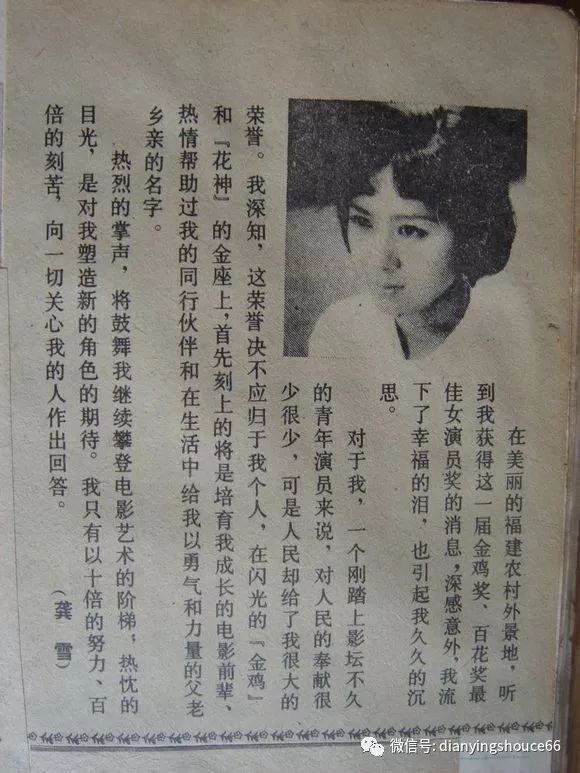 在美丽的福建农村外景地，听
到我获得这一届金鸡奖、百花奖最
佳女演员奖的消息，深感意外，我流
下了幸福的泪，也引起我久久的沉
思。
对于我，一个刚踏上影坛不久
的青年演员来说，对人民的奉献很
少很少，可是人民却给了我很大的
荣誉。我深知，这荣誉决不应归于我个人，在闪光的『金鸡』
和『花神』的金座上，首先刻上的将是培育我成长的电影前辈、
热情帮助过我的同行伙伴和在生活中给我以勇气和力量的父老
乡亲的名字。
热烈的掌声，将鼓舞我继续攀登电影艺术的阶梯，热忱的
目光，是对我塑造新的角色的期待。我只有以十倍的努力、百
倍的刻苦，向一切关心我的人作出回答。
（龚 雪）
微信号: dianyingshouce66